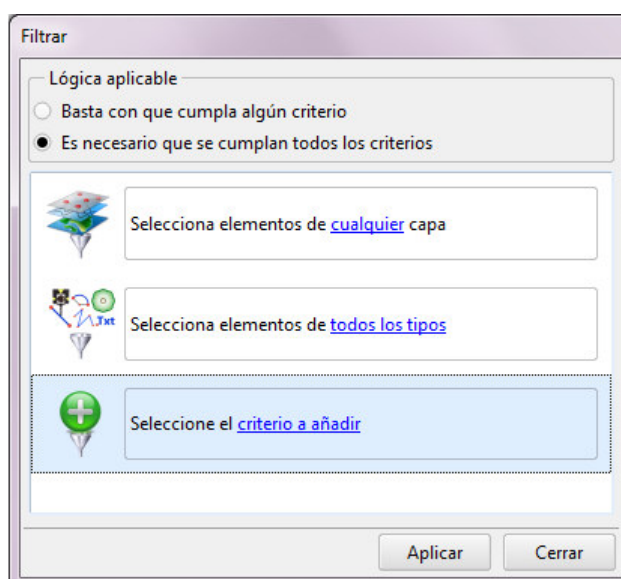 Filtrar
Lógica aplicable
Basta con que cumpla algún criterio
Es necesario que se cumplan todos los criterios
Selecciona elementos de cualquier capa
Txt
Selecciona elementos de todos los tipos
Seleccione el criterio a añadir
Aplicar
Cerrar